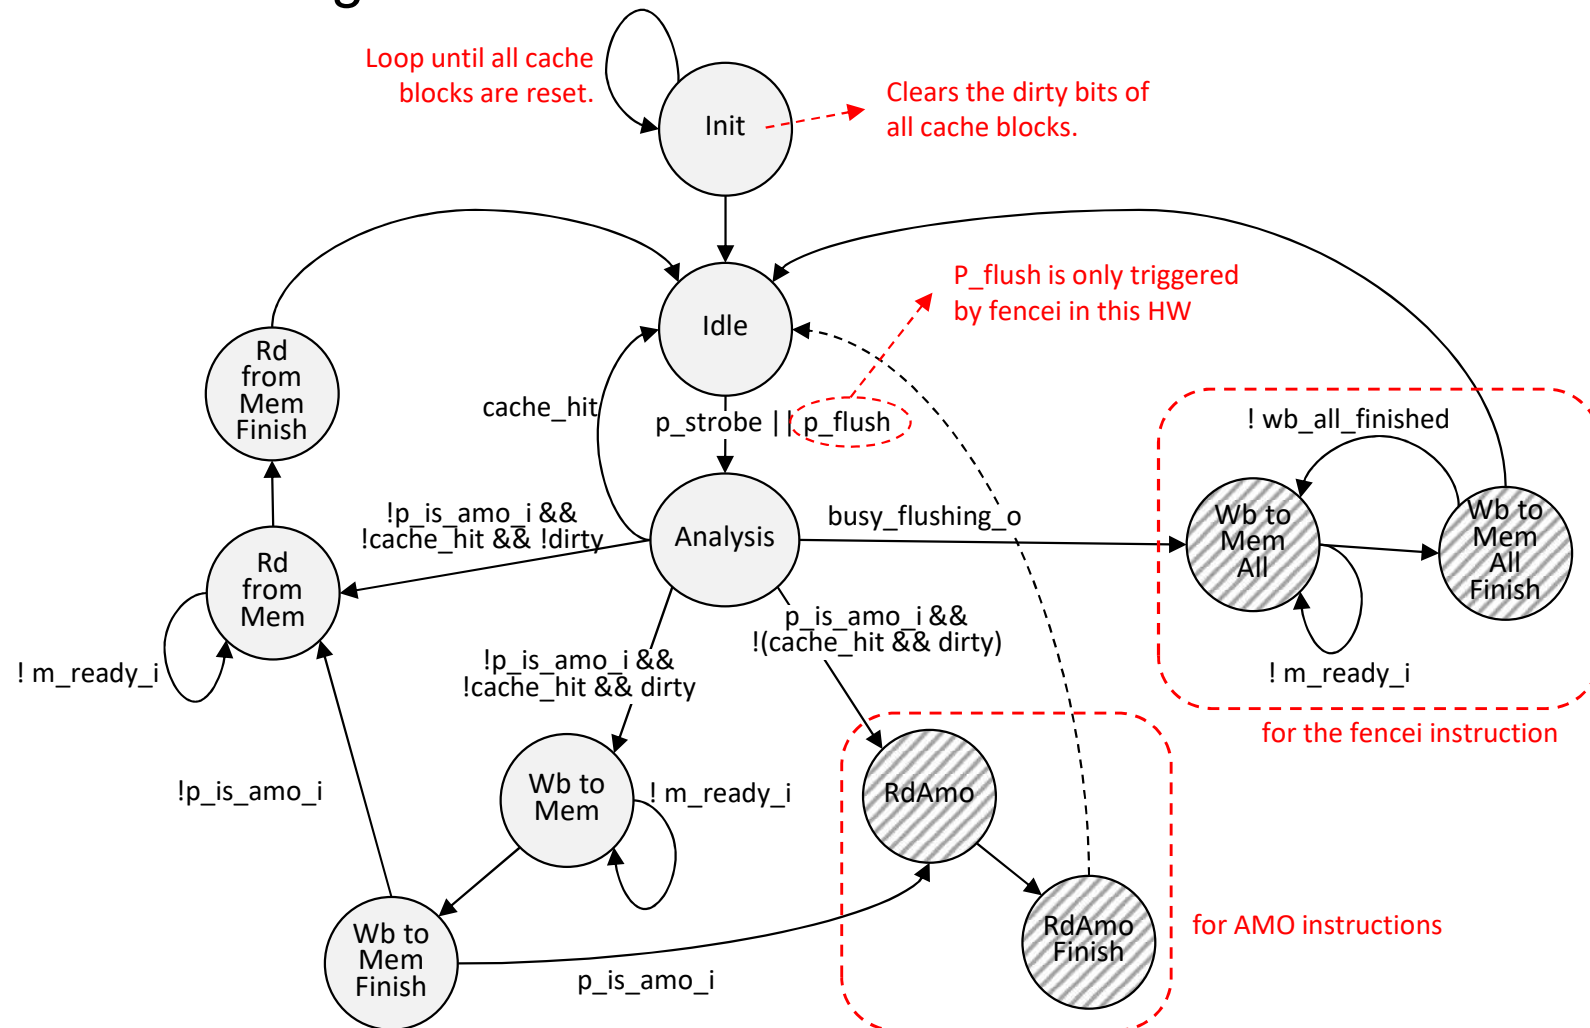 Loop until all cache
blocks are reset.
Init
Clears the dirty bits of
all cache blocks.
P_flush is only triggered
by fencei in this HW
Idle
Rd
from
Mem
Finish
cache_hit
p_strobe || p_flush
! wb_all_finished
!p_is_amo_i &&
!cache_hit && !dirty
Analysis
busy_flushing_o
Wb to
Mem
All
Wb to
Mem
All
Finish
Rd
from
Mem
p_is_amo_i &&
!(cache_hit && dirty)
!p_is_amo_i &&
!cache_hit && dirty
! m_ready_i
! m_ready_i
for the fencei instruction
!p_is_amo_i
Wb to
Mem
! m_ready_i
RdAmo
Wb to
Mem
Finish
p_is_amo_i
RdAmo
Finish
for AMO instructions